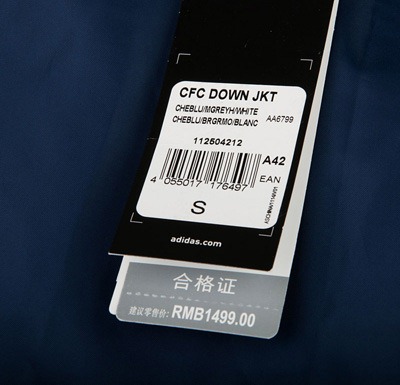 CFC DOWN JKT
CHEBLU/MGREYH/WHITE
CHEBLU/BRGRMO/BLANC AA6799
112504212
A42
4 055017 176497 EAN
S
adidas.com
合格证
建议零售价: RMB1499.00